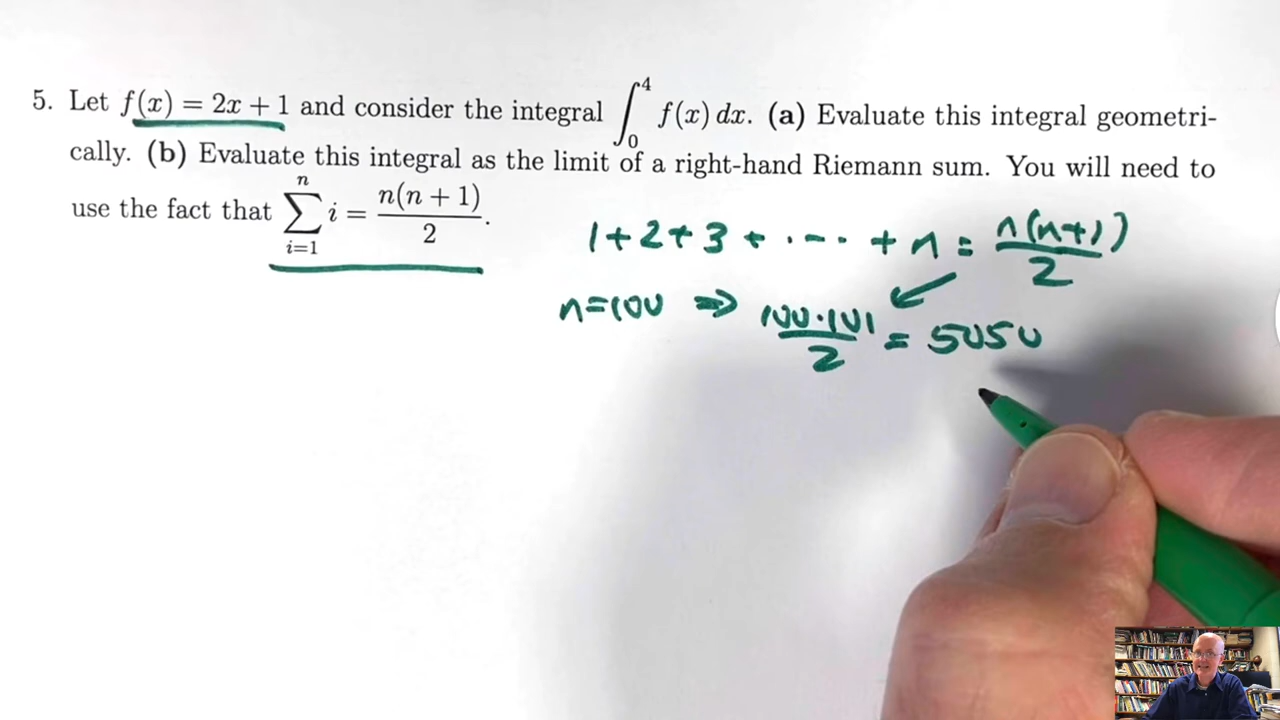 5. Let f(x) = 2x + 1 and consider the integral ∫₀⁴ f(x) dx. (a) Evaluate this integral geometri-
cally. (b) Evaluate this integral as the limit of a right-hand Riemann sum. You will need to
use the fact that ∑ᵢ₌₁ⁿ i = n(n + 1)/2.
1+2+3+·-·+n = n(n+1)/2
n=100 ⇒ 100·101/2 = 5050